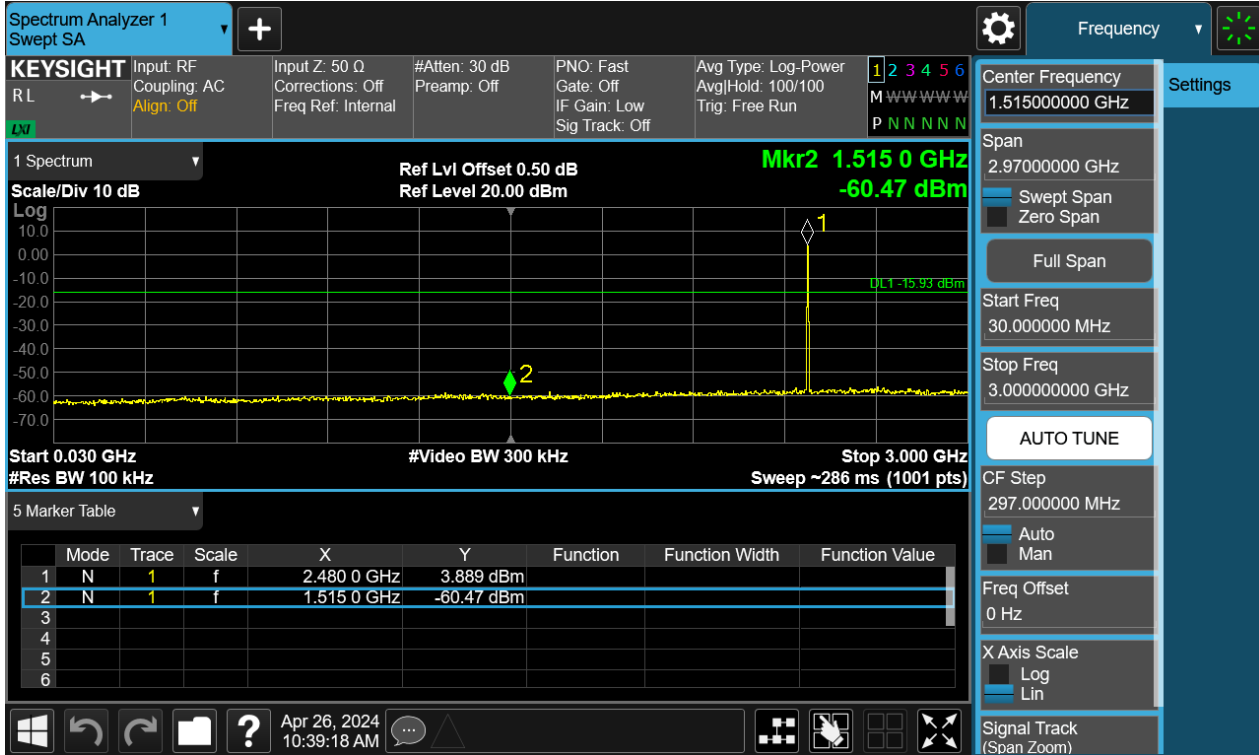 Spectrum Analyzer 1
Swept SA
+
Frequency
KEYSIGHT
R L
LXI
Input: RF
Coupling: AC
Align: Off
Input Z: 50 Ω
Corrections: Off
Freq Ref: Internal
#Atten: 30 dB
Preamp: Off
PNO: Fast
Gate: Off
IF Gain: Low
Sig Track: Off
Avg Type: Log-Power
Avg|Hold: 100/100
Trig: Free Run
1 2 3 4 5 6
M W W W W W
P N N N N N
1 Spectrum
Scale/Div 10 dB
Ref Lvl Offset 0.50 dB
Ref Level 20.00 dBm
Mkr2 1.515 0 GHz
-60.47 dBm
Log
10.0
0.00
-10.0
-20.0
-30.0
-40.0
-50.0
-60.0
-70.0
1
DL1 -15.93 dBm
2
Start 0.030 GHz
#Res BW 100 kHz
#Video BW 300 kHz
Stop 3.000 GHz
Sweep ~286 ms (1001 pts)
5 Marker Table
Mode Trace Scale X Y Function Function Width Function Value
1 N 1 f 2.480 0 GHz 3.889 dBm
2 N 1 f 1.515 0 GHz -60.47 dBm
3
4
5
6
?
Apr 26, 2024
10:39:18 AM
Center Frequency
1.515000000 GHz
Settings
Span
2.97000000 GHz
Swept Span
Zero Span
Full Span
Start Freq
30.000000 MHz
Stop Freq
3.000000000 GHz
AUTO TUNE
CF Step
297.000000 MHz
Auto
Man
Freq Offset
0 Hz
X Axis Scale
Log
Lin
Signal Track
(Span Zoom)